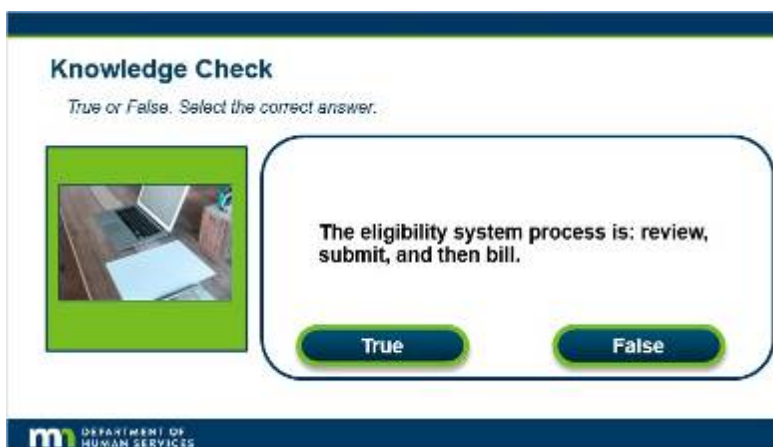 Knowledge Check
True or False. Select the correct answer.
The eligibility system process is: review,
submit, and then bill.
True
False
mn DEPARTMENT OF
HUMAN SERVICES